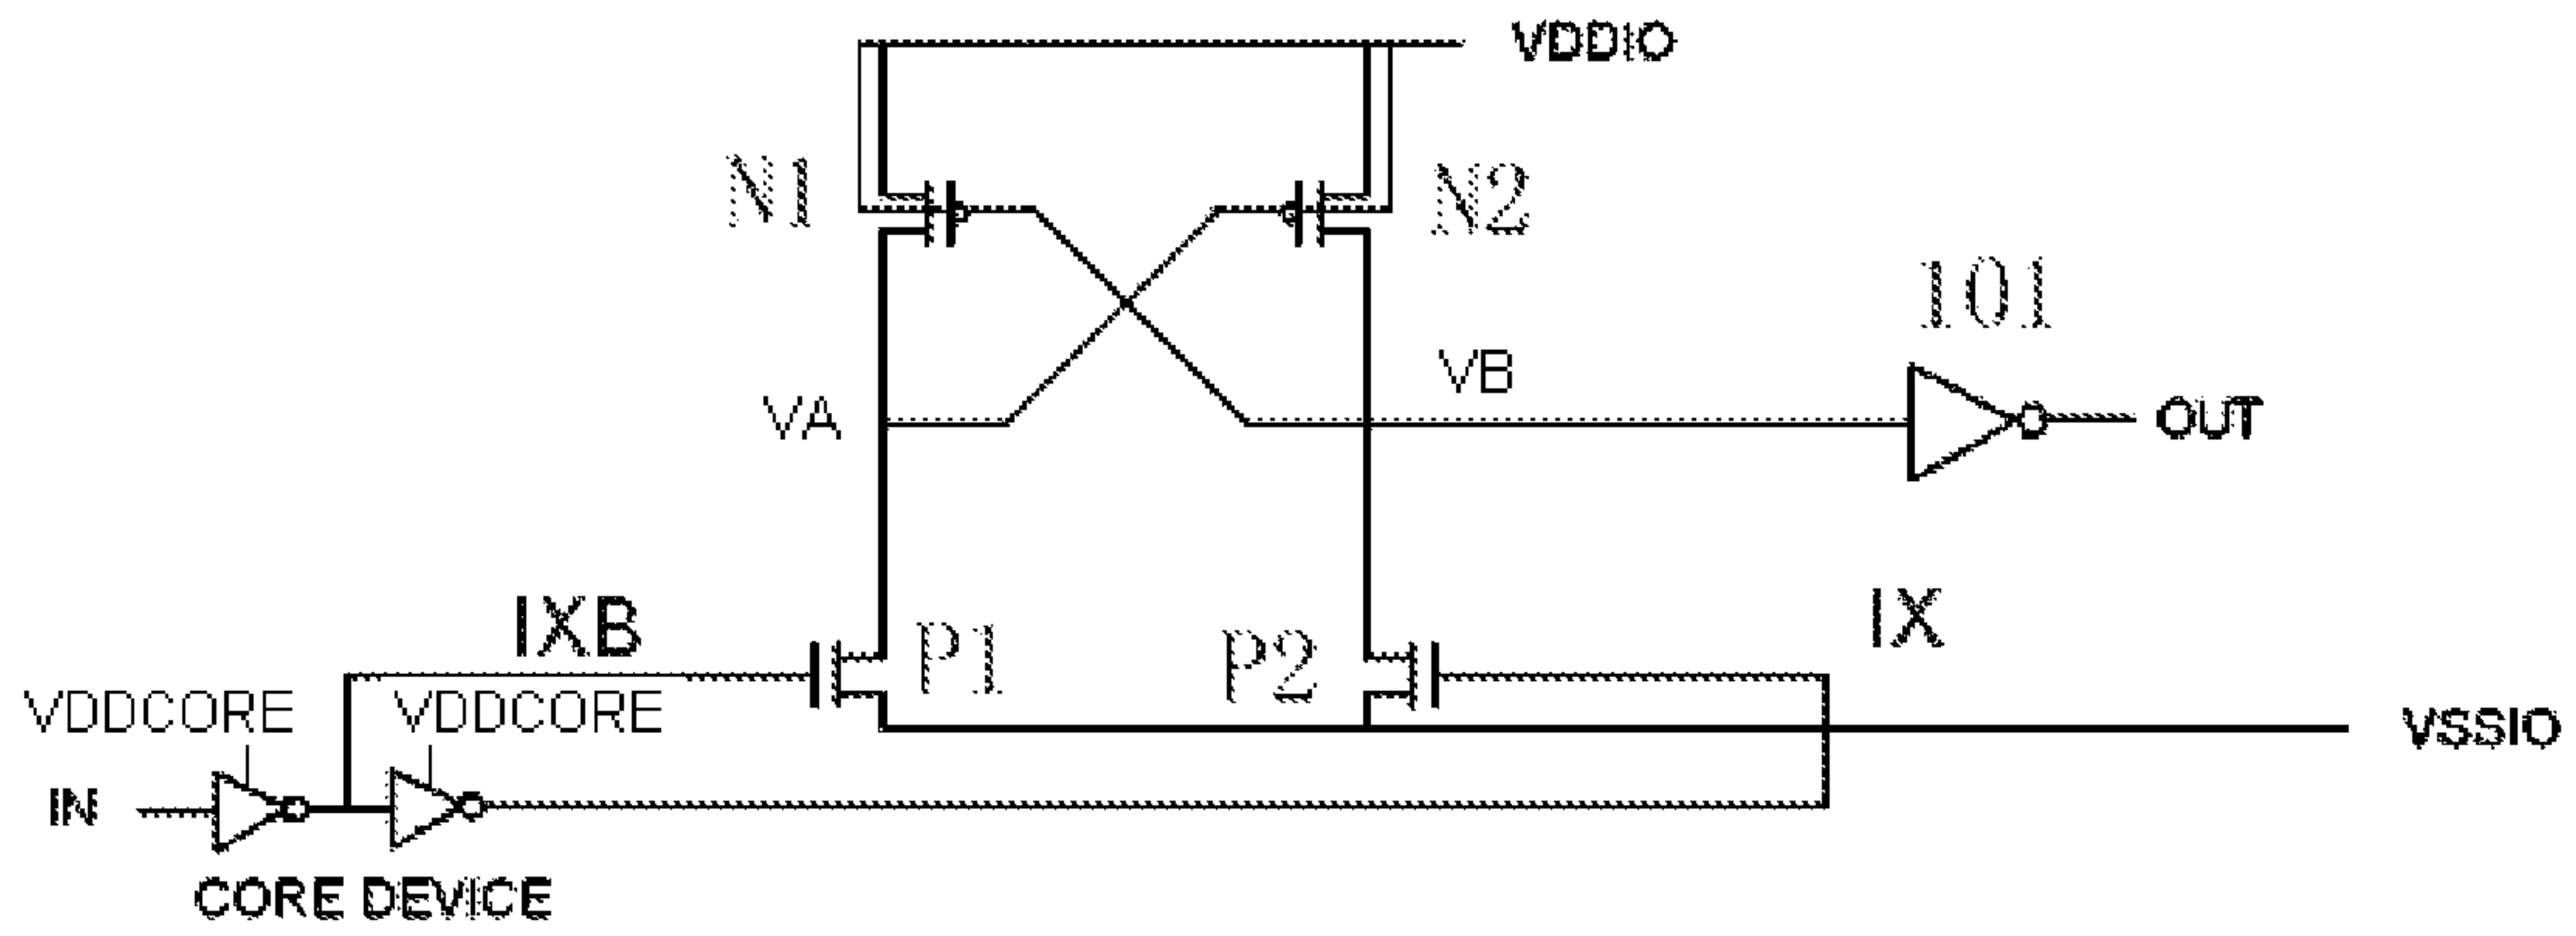 VDDIO
N1
N2
101
VB
VA
OUT
IXB
IX
P1
P2
VDDCORE
VDDCORE
VSSIO
IN
CORE DEVICE